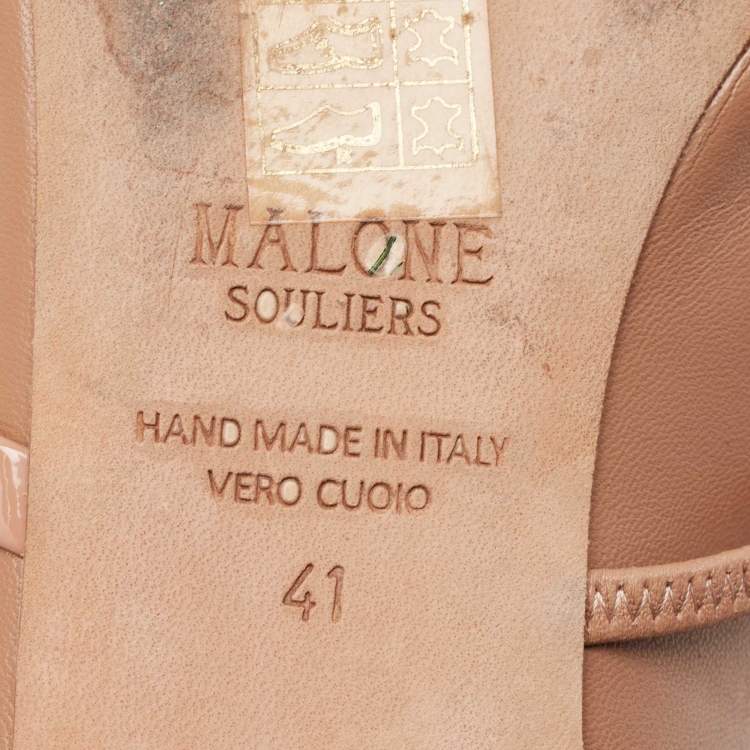 MALONE
SOULIERS
HAND MADE IN ITALY
VERO CUOIO
41